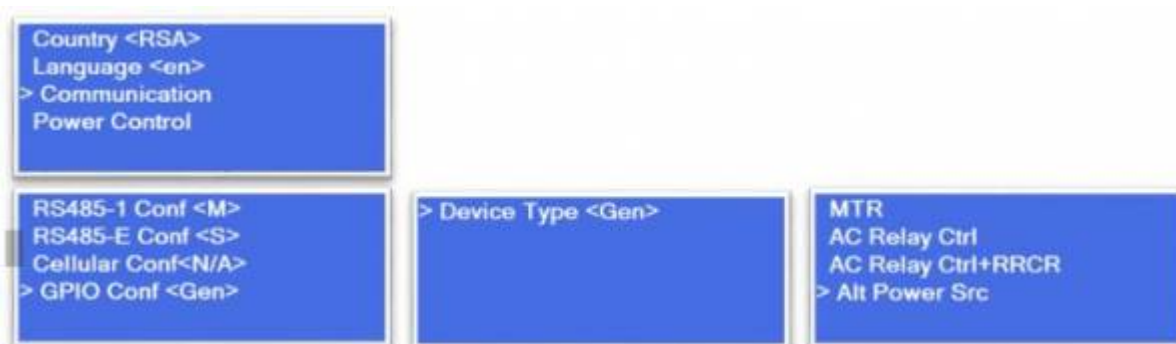 Country <RSA>
Language <en>
> Communication
Power Control
RS485-1 Conf <M>
RS485-E Conf <S>
Cellular Conf<N/A>
> GPIO Conf <Gen>
> Device Type <Gen>
MTR
AC Relay Ctrl
AC Relay Ctrl+RRCR
> Alt Power Src